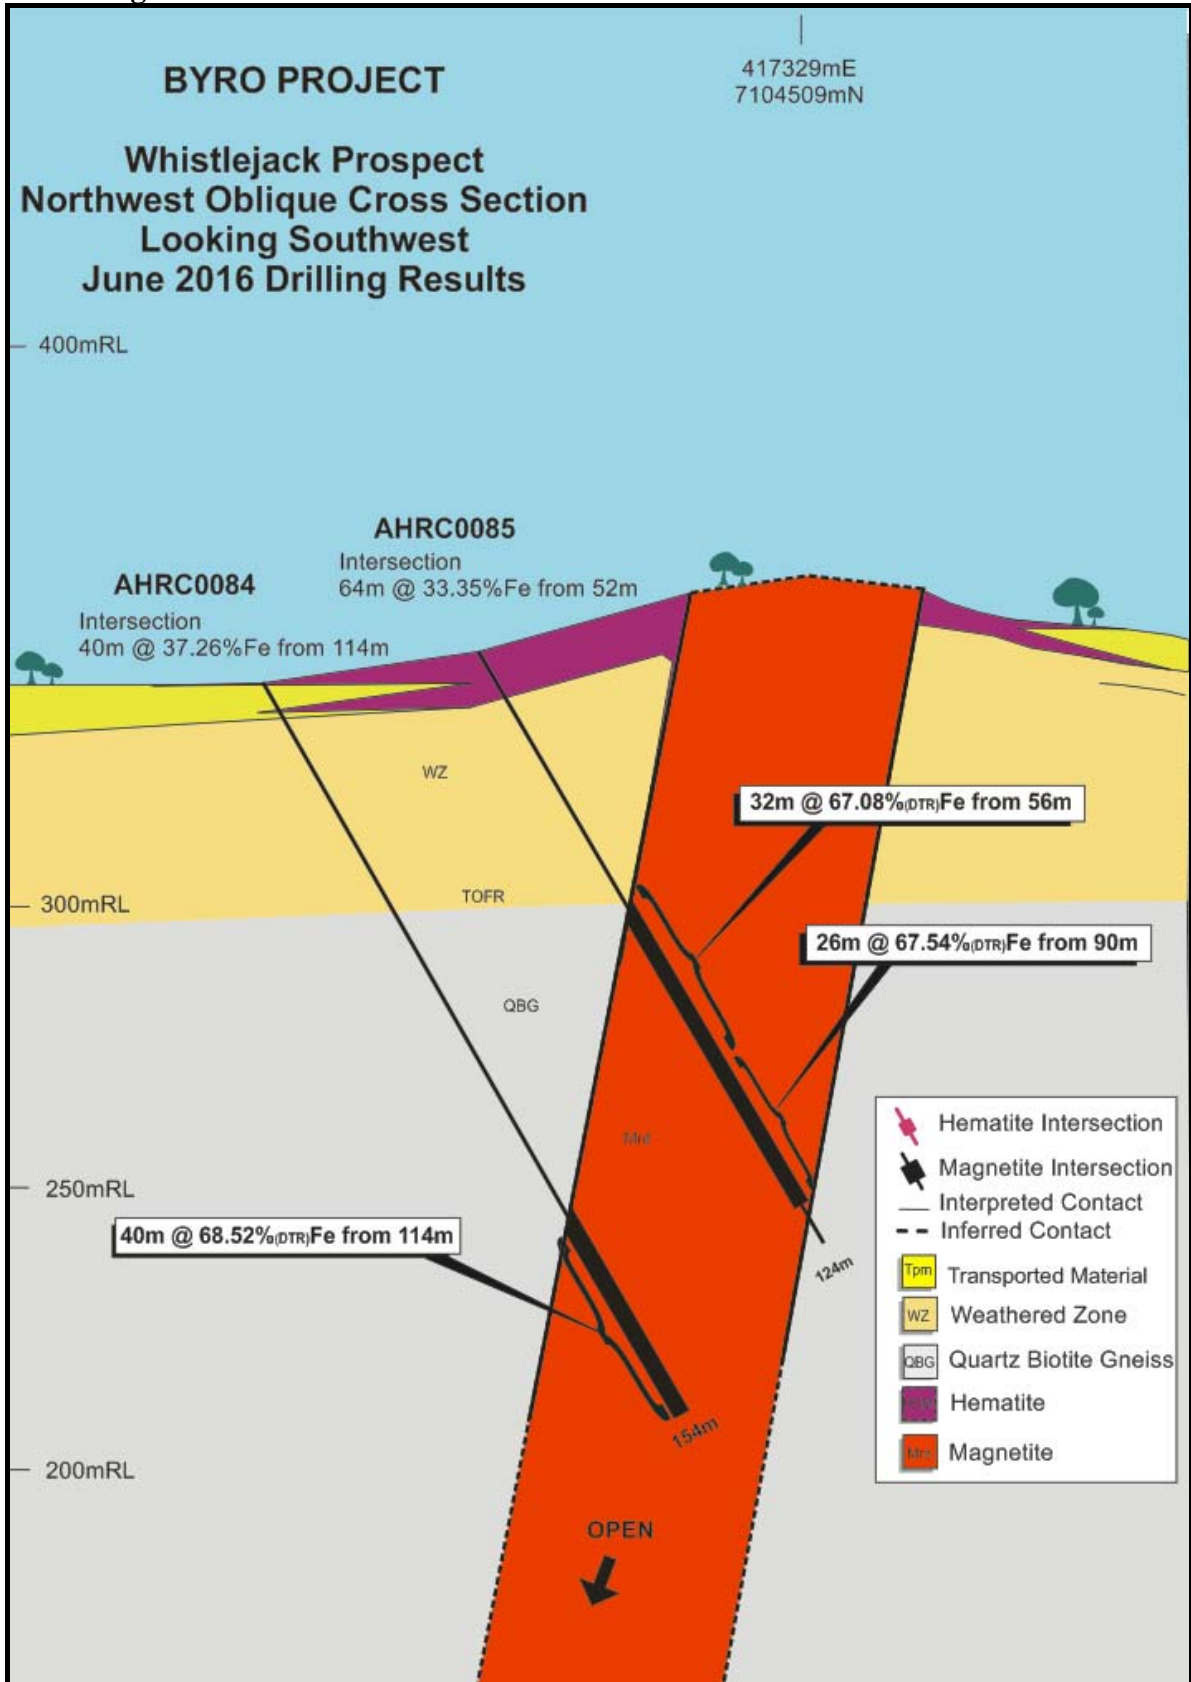 BYRO PROJECT
417329mE
7104509mN
Whistlejack Prospect
Northwest Oblique Cross Section
Looking Southwest
June 2016 Drilling Results
400mRL
AHRC0085
Intersection
64m @ 33.35%Fe from 52m
AHRC0084
Intersection
40m @ 37.26%Fe from 114m
WZ
32m @ 67.08%(DTR)Fe from 56m
TOFR
300mRL
26m @ 67.54%(DTR)Fe from 90m
QBG
Mnt
250mRL
40m @ 68.52%(DTR)Fe from 114m
124m
154m
200mRL
OPEN
Hematite Intersection
Magnetite Intersection
Interpreted Contact
Inferred Contact
Tpm Transported Material
WZ Weathered Zone
QBG Quartz Biotite Gneiss
Hematite
Mnt Magnetite